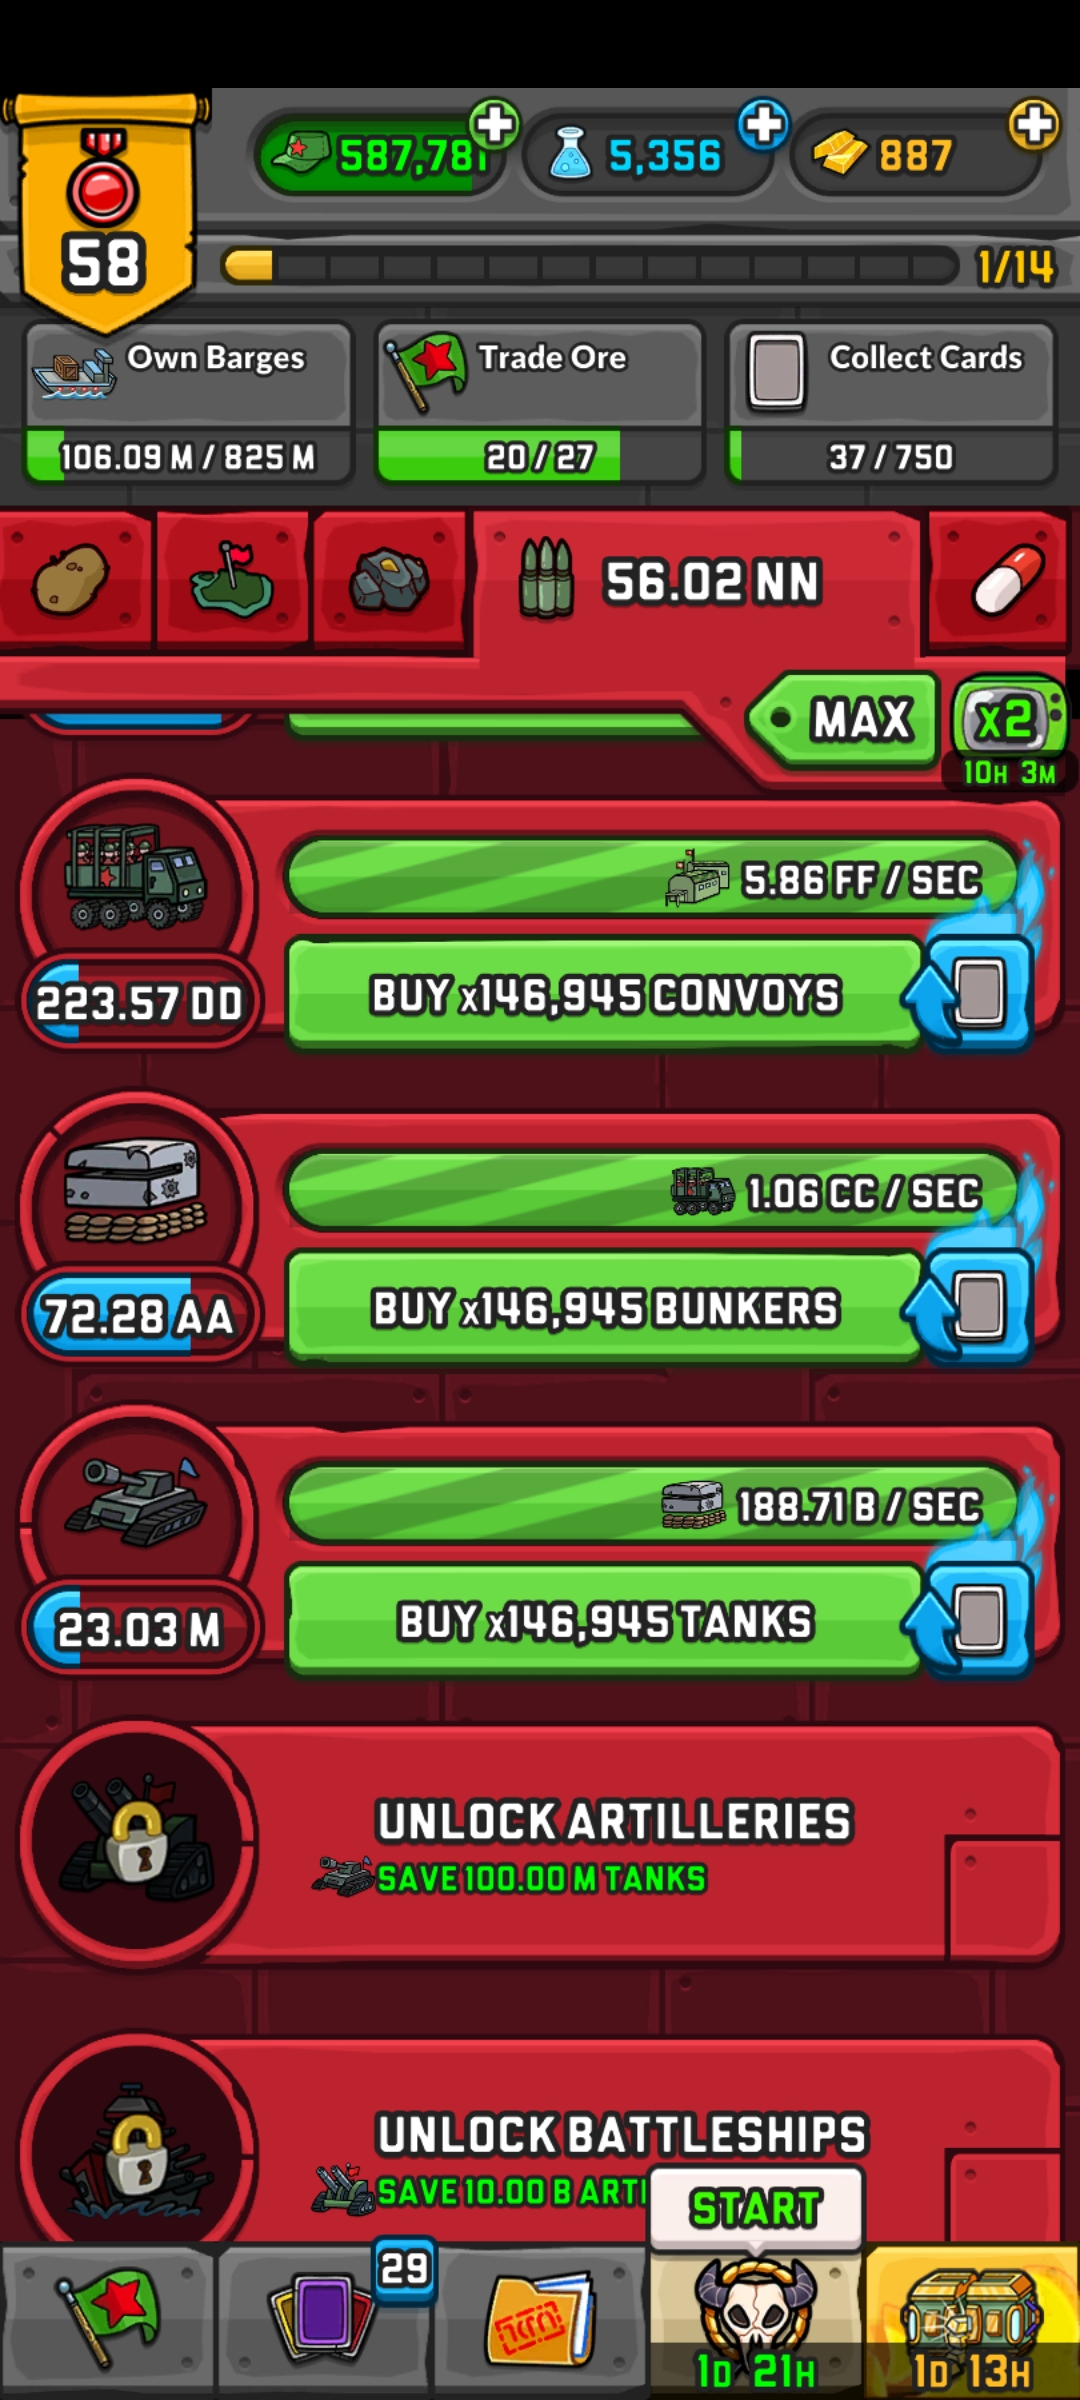 587,781
5,356
887
58
1/14
Own Barges
Trade Ore
Collect Cards
106.09 M / 825 M
20 / 27
37 / 750
56.02 NN
MAX
x2
10H 3M
5.86 FF / SEC
223.57 DD
BUY x146,945 CONVOYS
1.06 CC / SEC
72.28 AA
BUY x146,945 BUNKERS
188.71 B / SEC
23.03 M
BUY x146,945 TANKS
UNLOCK ARTILLERIES
SAVE 100.00 M TANKS
UNLOCK BATTLESHIPS
SAVE 10.00 B ARTI
START
29
1D 21H
1D 13H